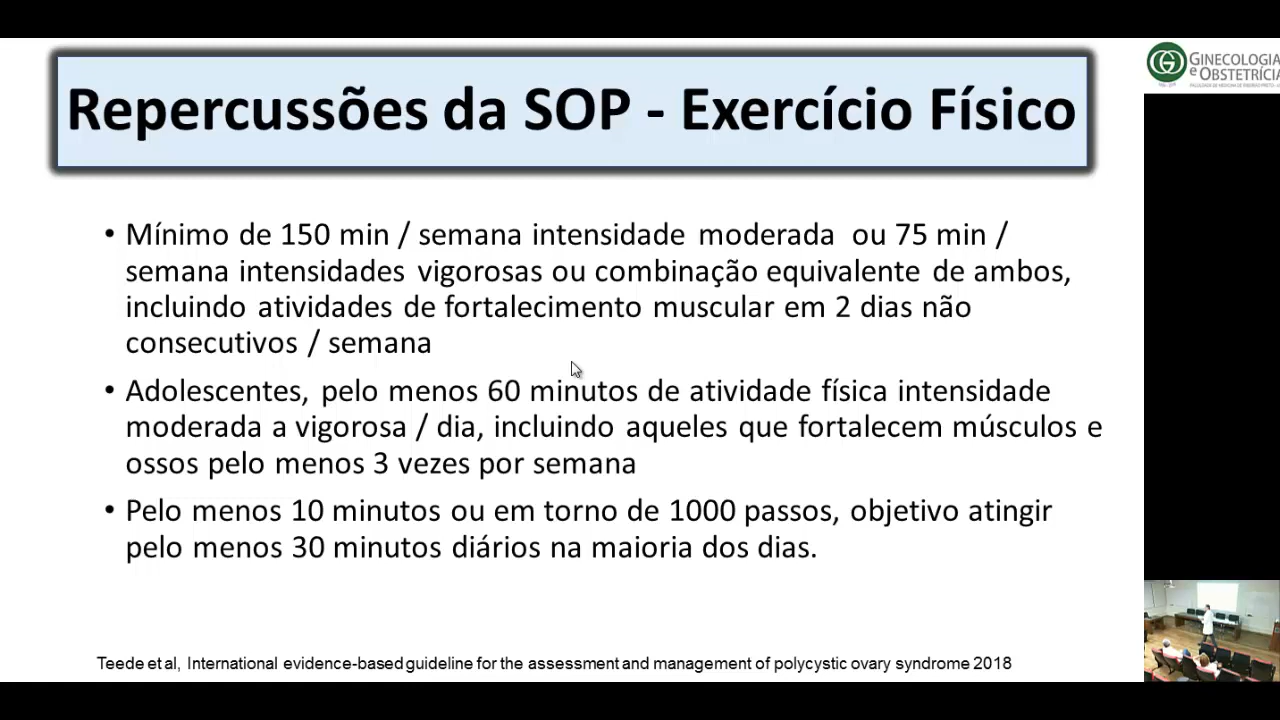 Repercussões da SOP - Exercício Físico
GINECOLOGIA
e OBSTETRÍCIA
• Mínimo de 150 min / semana intensidade moderada ou 75 min /
semana intensidades vigorosas ou combinação equivalente de ambos,
incluindo atividades de fortalecimento muscular em 2 dias não
consecutivos / semana
• Adolescentes, pelo menos 60 minutos de atividade física intensidade
moderada a vigorosa / dia, incluindo aqueles que fortalecem músculos e
ossos pelo menos 3 vezes por semana
• Pelo menos 10 minutos ou em torno de 1000 passos, objetivo atingir
pelo menos 30 minutos diários na maioria dos dias.
Teede et al, International evidence-based guideline for the assessment and management of polycystic ovary syndrome 2018